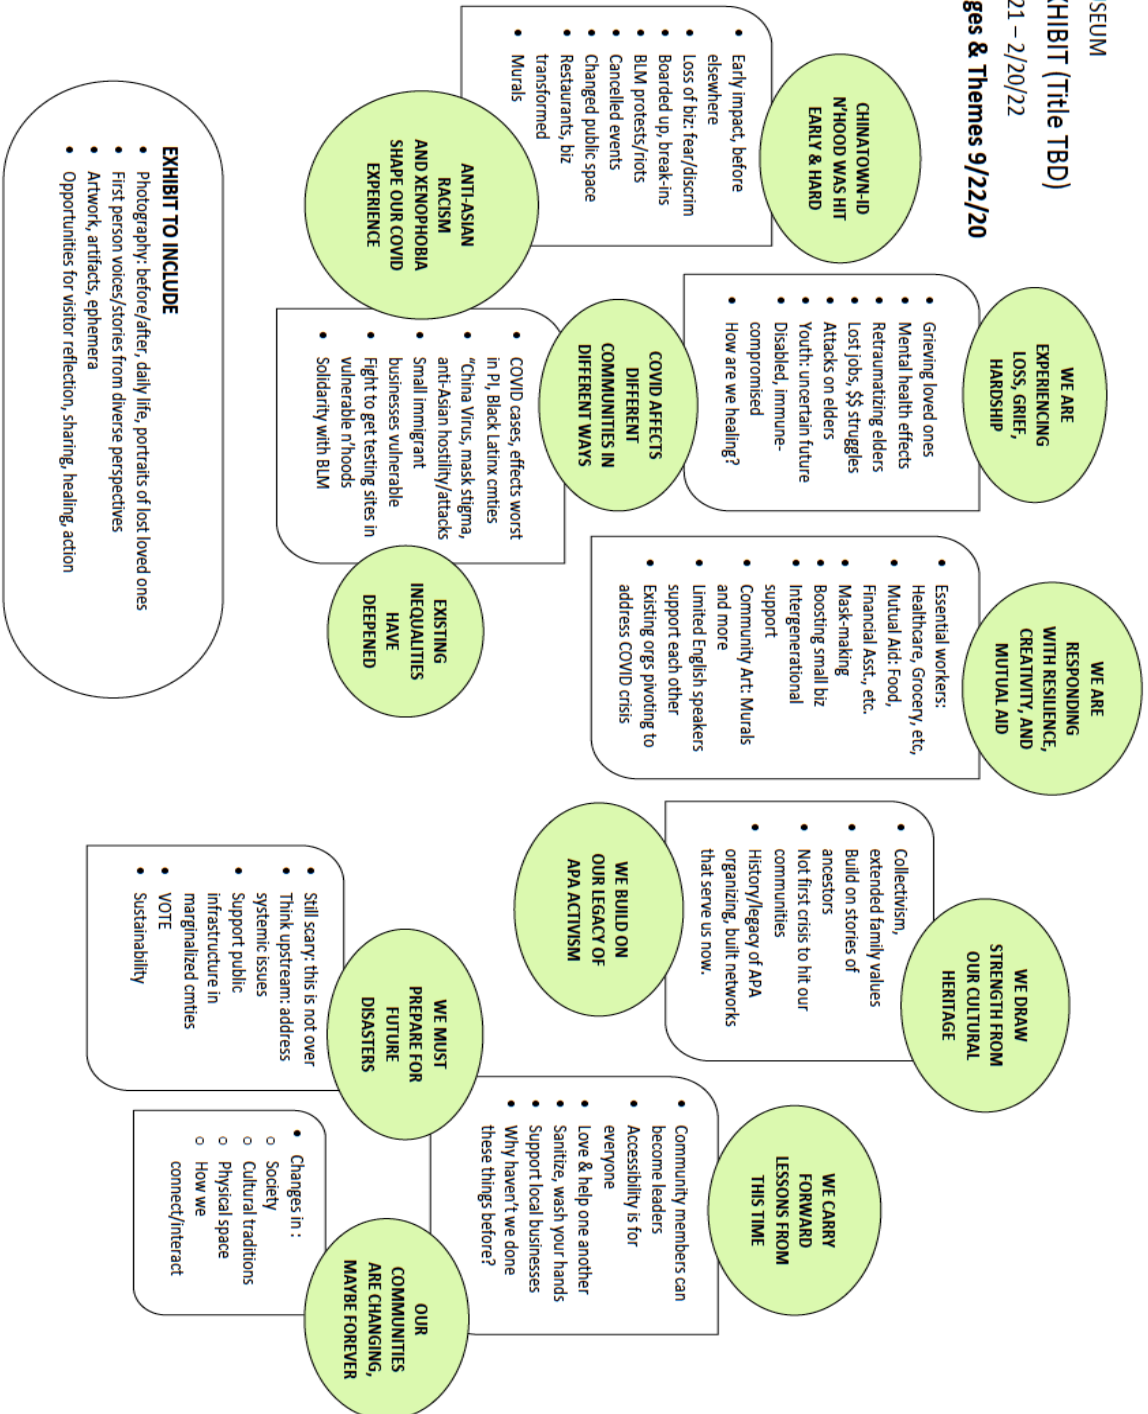 SEUM
HIBIT (Title TBD)
21 – 2/20/22
ges & Themes 9/22/20
CHINATOWN-ID
N’HOOD WAS HIT
EARLY & HARD
• Early impact, before
elsewhere
• Loss of biz: fear/discrim
• Boarded up, break-ins
• BLM protests/riots
• Cancelled events
• Changed public space
• Restaurants, biz
transformed
• Murals
ANTI-ASIAN
RACISM
AND XENOPHOBIA
SHAPE OUR COVID
EXPERIENCE
WE ARE
EXPERIENCING
LOSS, GRIEF,
HARDSHIP
• Grieving loved ones
• Mental health effects
• Retraumatizing elders
• Lost jobs, $$ struggles
• Attacks on elders
• Youth: uncertain future
• Disabled, immune-
compromised
• How are we healing?
COVID AFFECTS
DIFFERENT
COMMUNITIES IN
DIFFERENT WAYS
• COVID cases, effects worst
in PI, Black Latinx cmties
• “China Virus, mask stigma,
anti-Asian hostility/attacks
• Small immigrant
businesses vulnerable
• Fight to get testing sites in
vulnerable n’hoods
• Solidarity with BLM
EXISTING
INEQUALITIES
HAVE
DEEPENED
WE ARE
RESPONDING
WITH RESILIENCE,
CREATIVITY, AND
MUTUAL AID
• Essential workers:
Healthcare, Grocery, etc,
• Mutual Aid: Food,
Financial Asst., etc.
• Mask-making
• Boosting small biz
• Intergenerational
support
• Community Art: Murals
and more
• Limited English speakers
support each other
• Existing orgs pivoting to
address COVID crisis
WE DRAW
STRENGTH FROM
OUR CULTURAL
HERITAGE
• Collectivism,
extended family values
• Build on stories of
ancestors
• Not first crisis to hit our
communities
• History/legacy of APA
organizing, built networks
that serve us now.
WE BUILD ON
OUR LEGACY OF
APA ACTIVISM
WE CARRY
FORWARD
LESSONS FROM
THIS TIME
• Community members can
become leaders
• Accessibility is for
everyone
• Love & help one another
• Sanitize, wash your hands
• Support local businesses
• Why haven’t we done
these things before?
WE MUST
PREPARE FOR
FUTURE
DISASTERS
• Still scary: this is not over
• Think upstream: address
systemic issues
• Support public
infrastructure in
marginalized cmties
• VOTE
• Sustainability
OUR
COMMUNITIES
ARE CHANGING,
MAYBE FOREVER
• Changes in :
o Society
o Cultural traditions
o Physical space
o How we
connect/interact
EXHIBIT TO INCLUDE
• Photography: before/after, daily life, portraits of lost loved ones
• First person voices/stories from diverse perspectives
• Artwork, artifacts, ephemera
• Opportunities for visitor reflection, sharing, healing, action